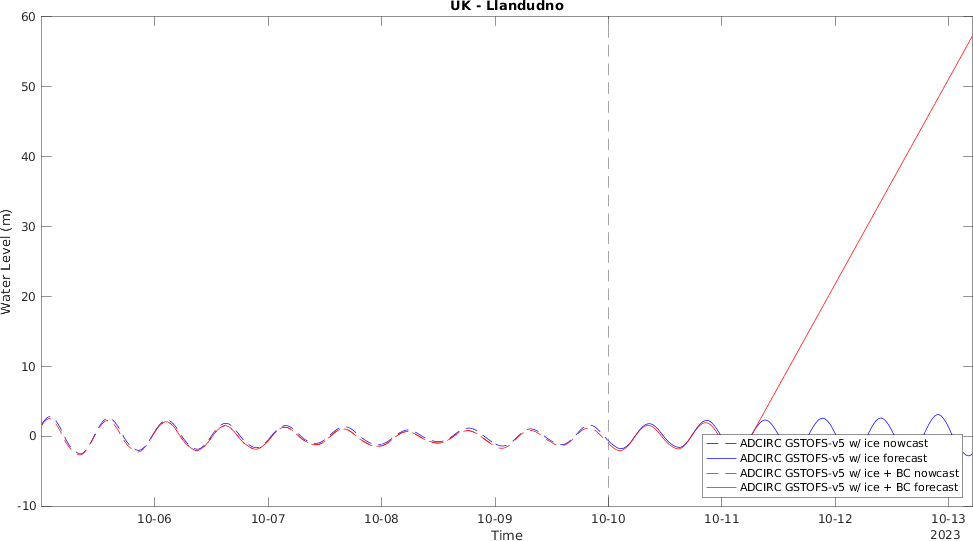 UK - Llandudno
60
50
40
30
20
10
0
-10
Water Level (m)
ADCIRC GSTOFS-v5 w/ ice nowcast
ADCIRC GSTOFS-v5 w/ ice forecast
ADCIRC GSTOFS-v5 w/ ice + BC nowcast
ADCIRC GSTOFS-v5 w/ ice + BC forecast
10-06 10-07 10-08 10-09 10-10 10-11 10-12 10-13
2023
Time